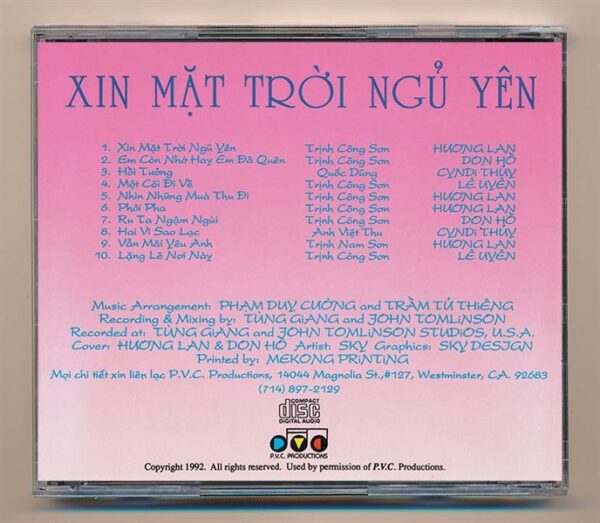 XIN MẶT TRỜI NGỦ YÊN
1. Xin Mặt Trời Ngũ Yên Trịnh Công Sơn HƯƠNG LAN
2. Em Còn Nhớ Hay Em Đã Quên Trịnh Công Sơn DON HỒ
3. Hồi Tưởng Quốc Dũng CYNDI THÚY
4. Một Cõi Đi Về Trịnh Công Sơn LÊ UYÊN
5. Nhìn Những Muà Thu Đi Trịnh Công Sơn HƯƠNG LAN
6. Phôi Pha Trịnh Công Sơn HƯƠNG LAN
7. Ru Ta Ngậm Ngùi Trịnh Công Sơn DON HỒ
8. Hai Vì Sao Lạc Anh Việt Thu CYNDI THÚY
9. Vẫn Mãi Yêu Anh Trịnh Nam Sơn HƯƠNG LAN
10. Lặng Lẽ Nơi Này Trịnh Công Sơn LÊ UYÊN
Music Arrangement: PHẠM DUY CƯỜNG and TRẦM TỬ THIÊNG
Recording & Mixing by: TÙNG GIANG and JOHN TOMLINSON
Recorded at: TÙNG GIANG and JOHN TOMLINSON STUDIOS, U.S.A.
Cover: HƯƠNG LAN & DON HỒ Artist: SKY Graphics: SKY DESIGN
Printed by: MEKONG PRINTING
Mọi chi tiết xin liên lạc P.V.C. Productions, 14044 Magnolia St.,#127, Westminster, CA. 92683
(714) 897-2129
COMPACT
disc
DIGITAL AUDIO
PVC
P.V.C. PRODUCTIONS
Copyright 1992. All rights reserved. Used by permission of P.V.C. Productions.